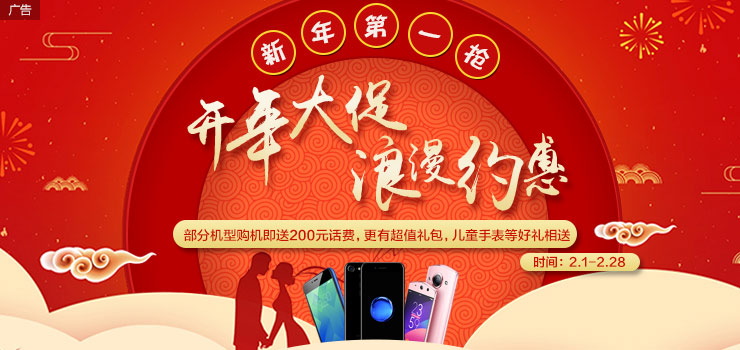 广告
新年第一抢
开年大促
浪漫约惠
部分机型购机即送200元话费，更有超值礼包，儿童手表等好礼相送
时间：2.1-2.28